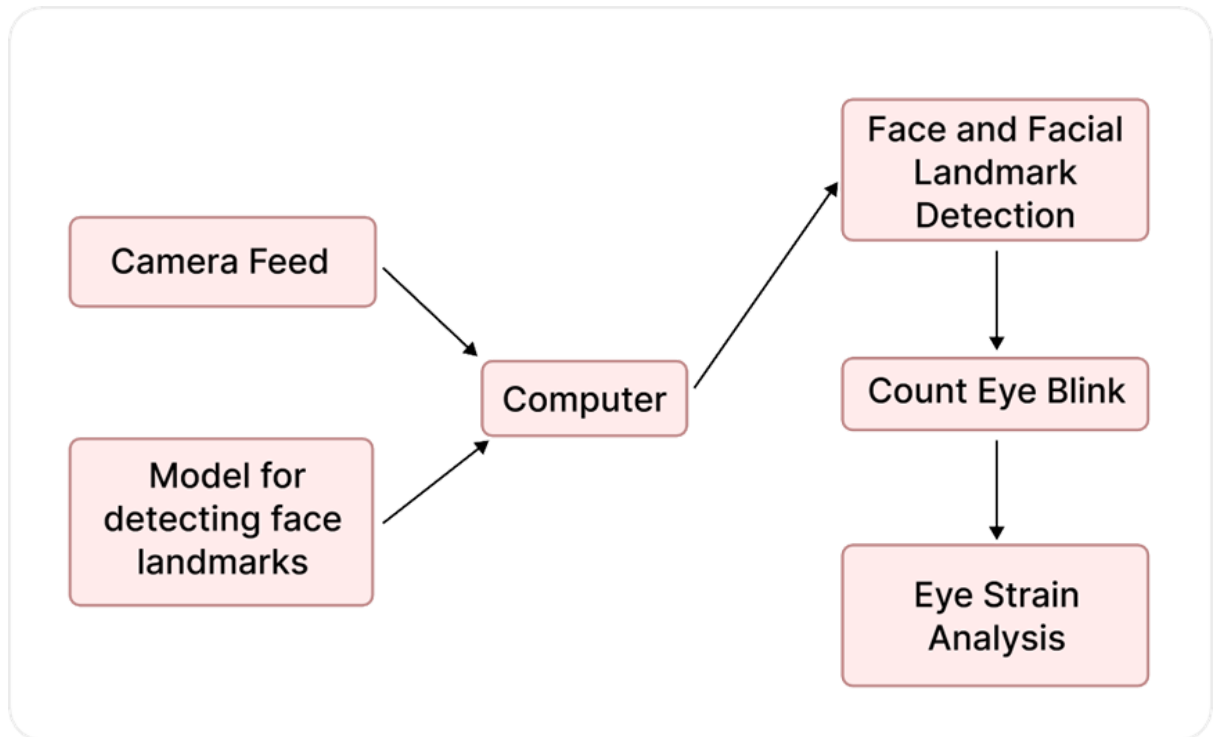 Camera Feed
Model for
detecting face
landmarks
Computer
Face and Facial
Landmark
Detection
Count Eye Blink
Eye Strain
Analysis